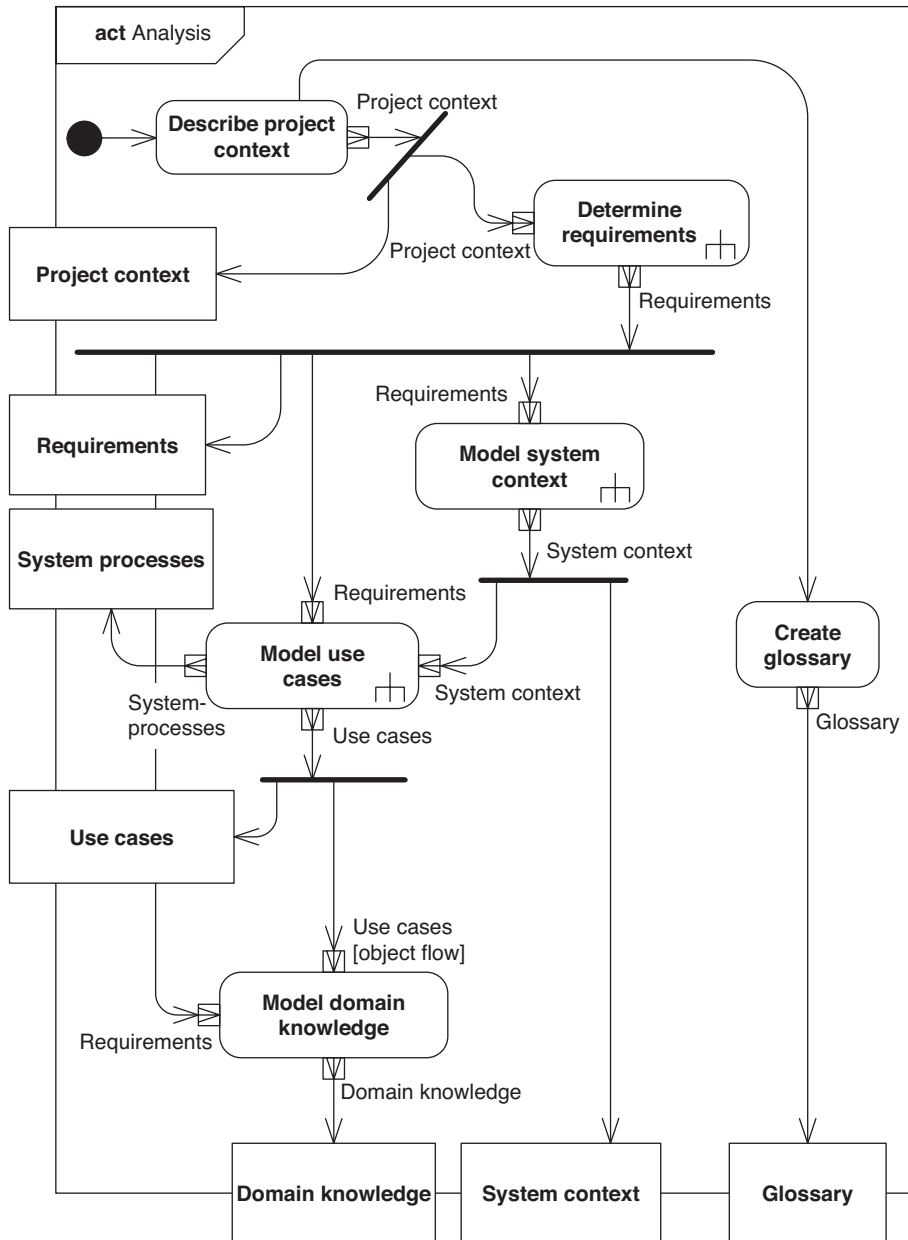 act Analysis
Project context
Describe project
context
Determine
requirements
Project context
Project context
Requirements
Requirements
Requirements
Model system
context
System context
System processes
Requirements
Create
glossary
Model use
cases
System context
System-
processes
Use cases
Glossary
Use cases
Use cases
[object flow]
Model domain
knowledge
Requirements
Domain knowledge
Domain knowledge
System context
Glossary